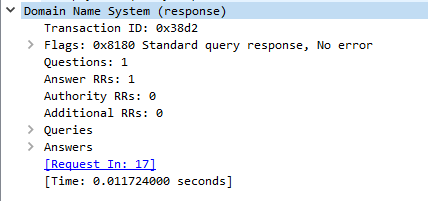 Domain Name System (response)
Transaction ID: 0x38d2
Flags: 0x8180 Standard query response, No error
Questions: 1
Answer RRs: 1
Authority RRs: 0
Additional RRs: 0
Queries
Answers
[Request In: 17]
[Time: 0.011724000 seconds]